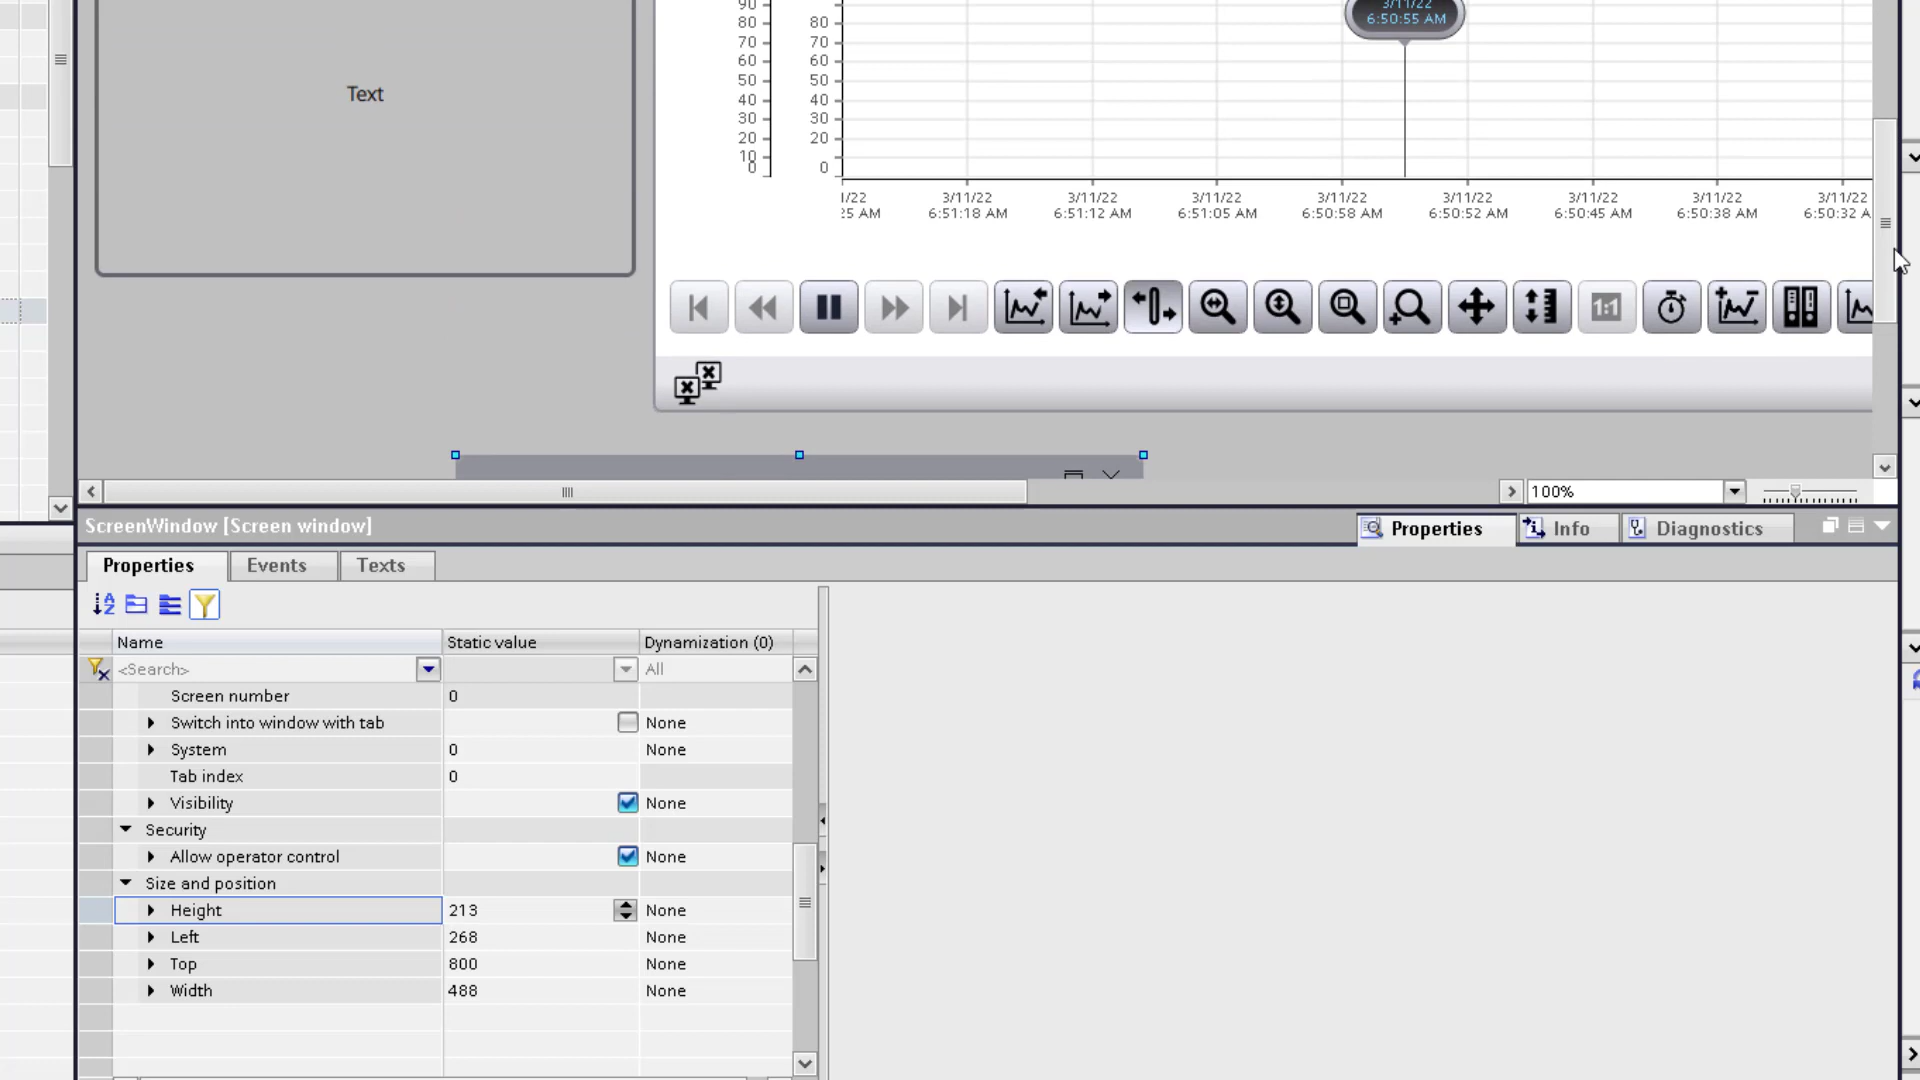 90
3/11/22
80 80 6:50:55 AM
70 70
60 60
50 50
Text
40 40
30 30
20 20
10
0 0
3/11/22 3/11/22 3/11/22 3/11/22 3/11/22 3/11/22 3/11/22 3/11/22
25 AM 6:51:18 AM 6:51:12 AM 6:51:05 AM 6:50:58 AM 6:50:52 AM 6:50:45 AM 6:50:38 AM 6:50:32 A
1:1
100%
ScreenWindow [Screen window] Properties Info Diagnostics
Properties Events Texts
Name Static value Dynamization (0)
<Search> All
Screen number 0
Switch into window with tab None
System 0 None
Tab index 0
Visibility None
Security
Allow operator control None
Size and position
Height 213 None
Left 268 None
Top 800 None
Width 488 None